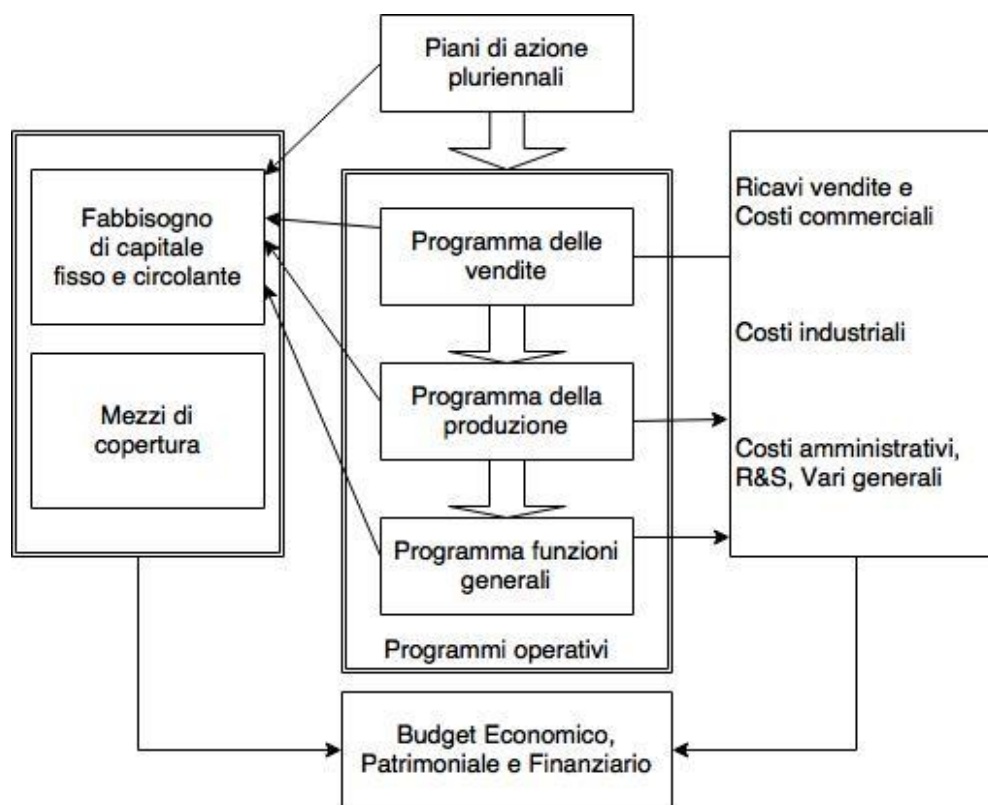 Piani di azione
pluriennali
Fabbisogno
di capitale
fisso e circolante
Mezzi di
copertura
Programma delle
vendite
Programma della
produzione
Programma funzioni
generali
Programmi operativi
Ricavi vendite e
Costi commerciali
Costi industriali
Costi amministrativi,
R&S, Vari generali
Budget Economico,
Patrimoniale e Finanziario